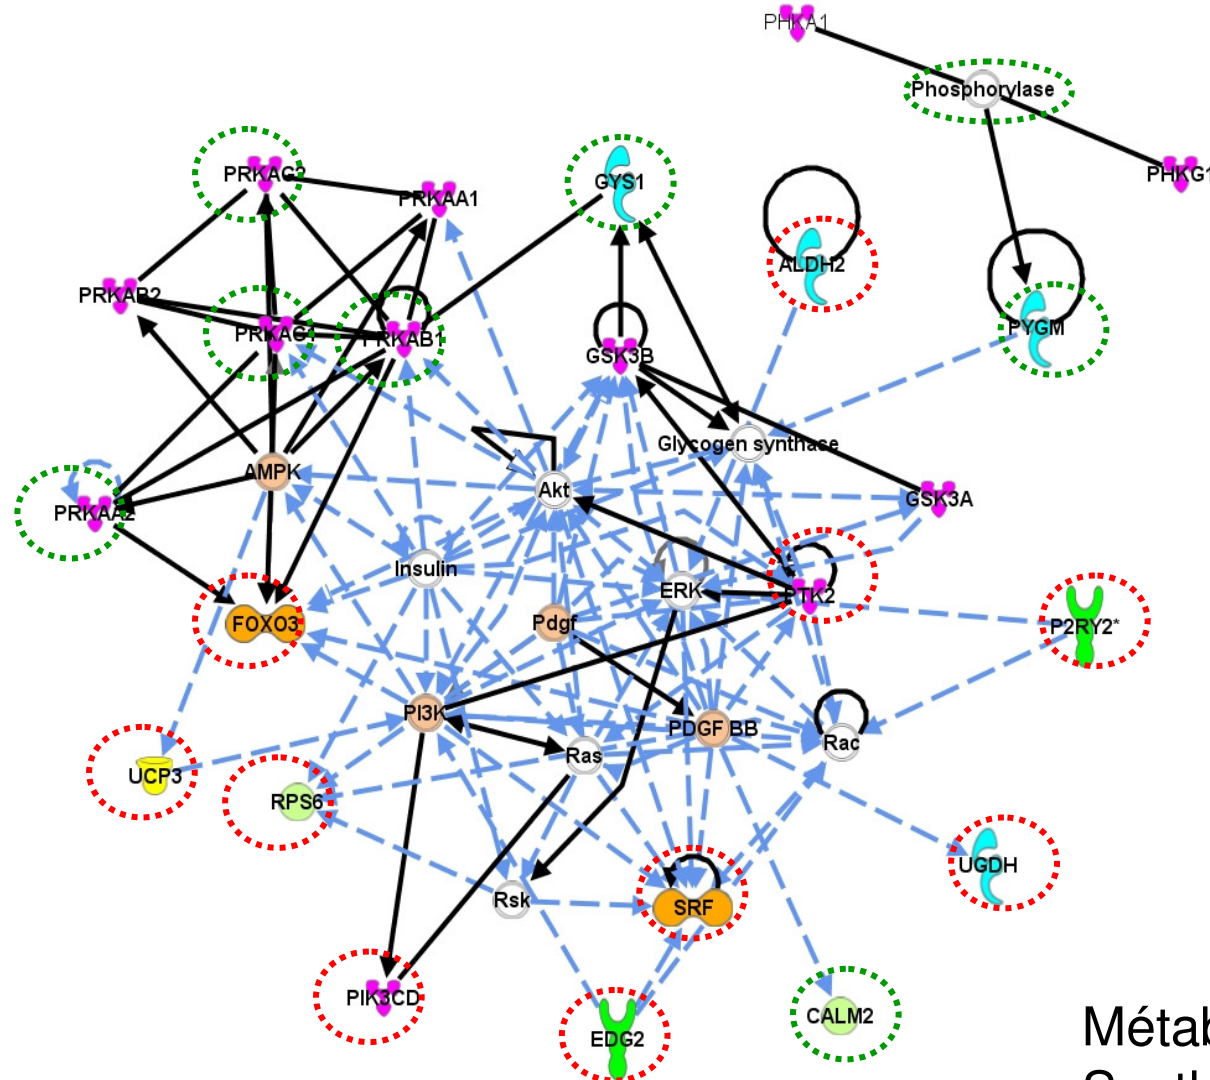 PHKA1
Phosphorylase
PHKG1
PRKAG2
PRKAA1
GYS1
ALDH2
PRKAB2
PRKAG1
PRKAB1
PYGM
GSK3B
Glycogen synthase
AMPK
Akt
GSK3A
PRKAA2
Insulin
ERK
PTK2
FOXO3
Pdgf
P2RY2*
PI3K
PDGF BB
Rac
Ras
UCP3
RPS6
UGDH
Rsk
SRF
PIK3CD
CALM2
EDG2
Métab